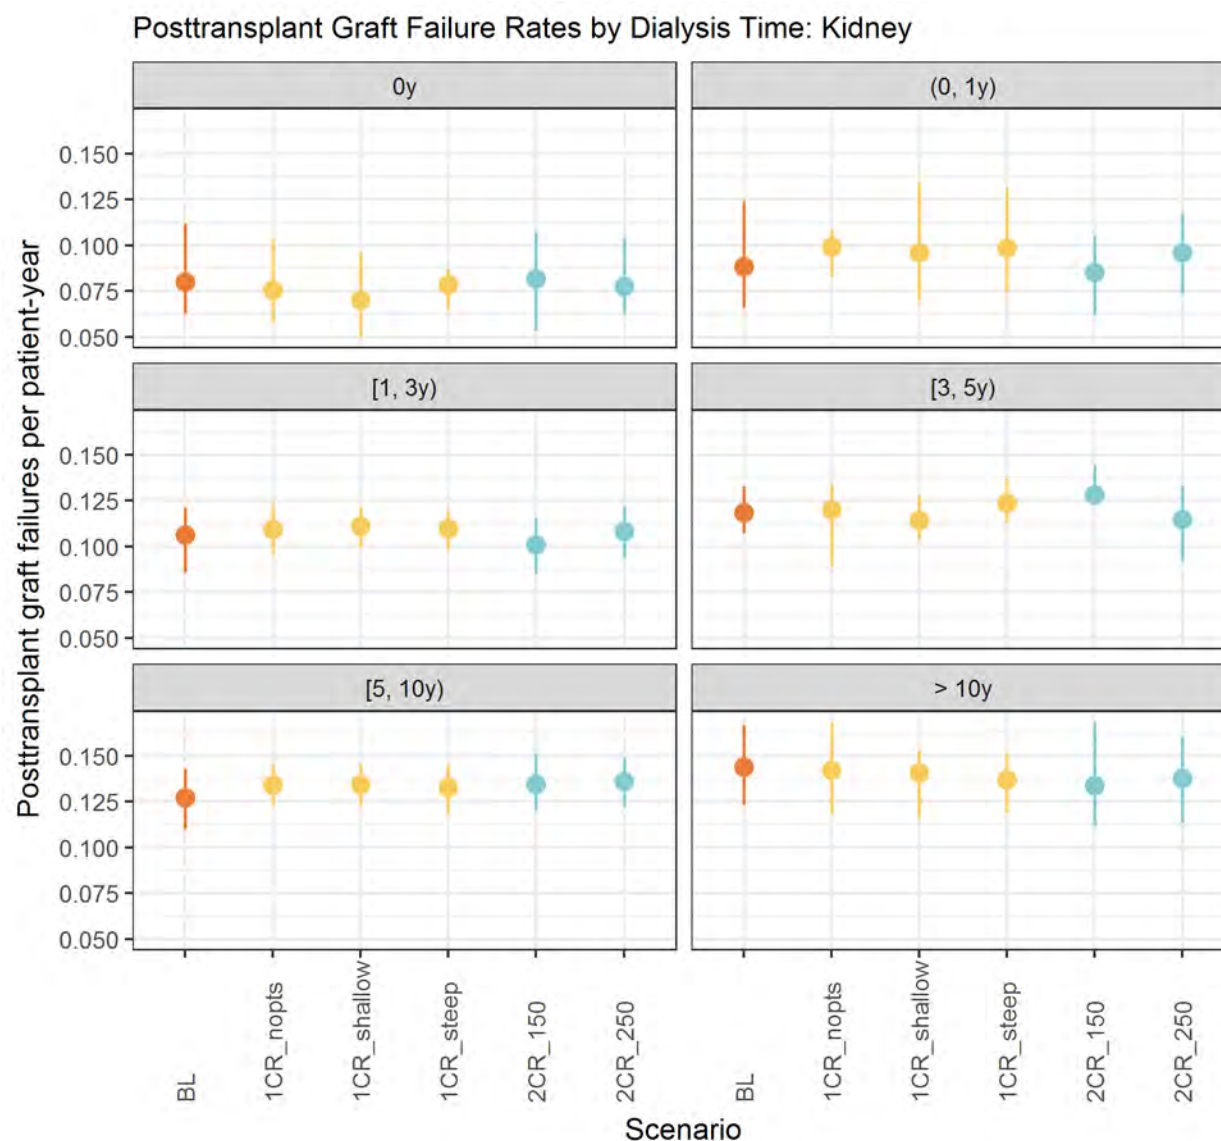 Posttransplant Graft Failure Rates by Dialysis Time: Kidney
0y
(0, 1y)
0.150
0.125
0.100
0.075
0.050
[1, 3y)
[3, 5y)
0.150
0.125
0.100
0.075
0.050
[5, 10y)
> 10y
0.150
0.125
0.100
0.075
0.050
Posttransplant graft failures per patient-year
BL
1CR_nopts
1CR_shallow
1CR_steep
2CR_150
2CR_250
BL
1CR_nopts
1CR_shallow
1CR_steep
2CR_150
2CR_250
Scenario